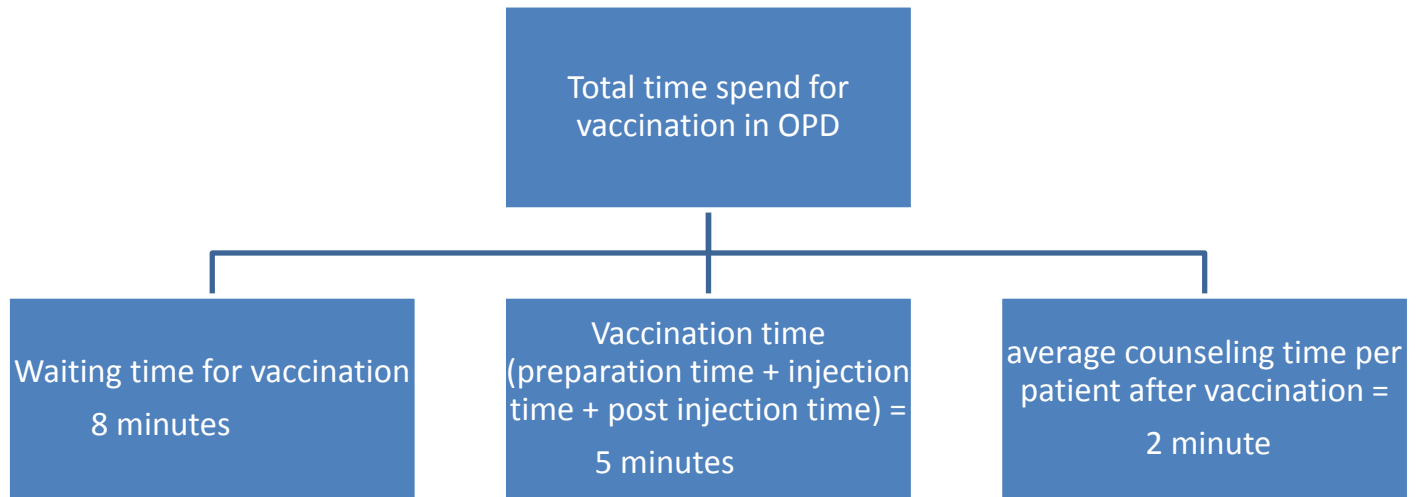 Total time spend for
vaccination in OPD
Waiting time for vaccination
8 minutes
Vaccination time
(preparation time + injection
time + post injection time) =
5 minutes
average counseling time per
patient after vaccination =
2 minute